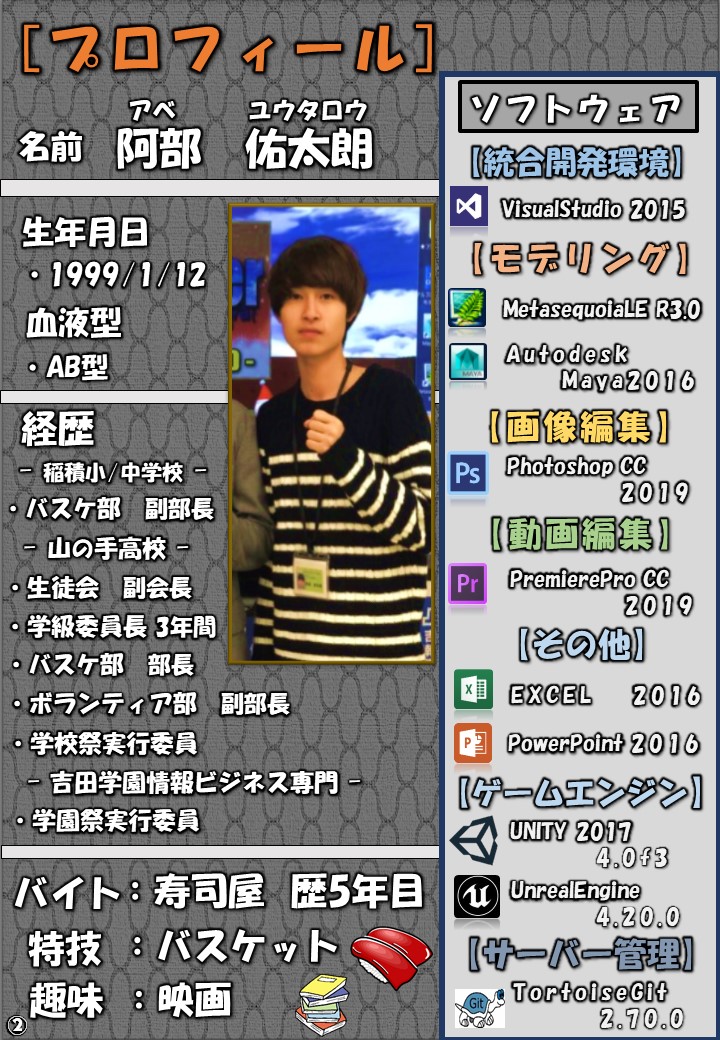 [プロフィール]
アベ ユウタロウ
名前 阿部 佑太朗
生年月日
・1999/1/12
血液型
・AB型
経歴
- 稲積小/中学校 -
・バスケ部 副部長
- 山の手高校 -
・生徒会 副会長
・学級委員長 3年間
・バスケ部 部長
・ボランティア部 副部長
・学校祭実行委員
- 吉田学園情報ビジネス専門 -
・学園祭実行委員
バイト:寿司屋 歴5年目
特技 :バスケット
趣味 :映画
②
ソフトウェア
【統合開発環境】
VisualStudio 2015
【モデリング】
MetasequoiaLE R3.0
MAYA
Autodesk
Maya2016
【画像編集】
Ps
Photoshop CC
2019
【動画編集】
Pr
PremierePro CC
2019
【その他】
EXCEL 2016
PowerPoint 2016
【ゲームエンジン】
UNITY 2017
4.0f3
UnrealEngine
4.20.0
【サーバー管理】
Git
TortoiseGit
2.70.0